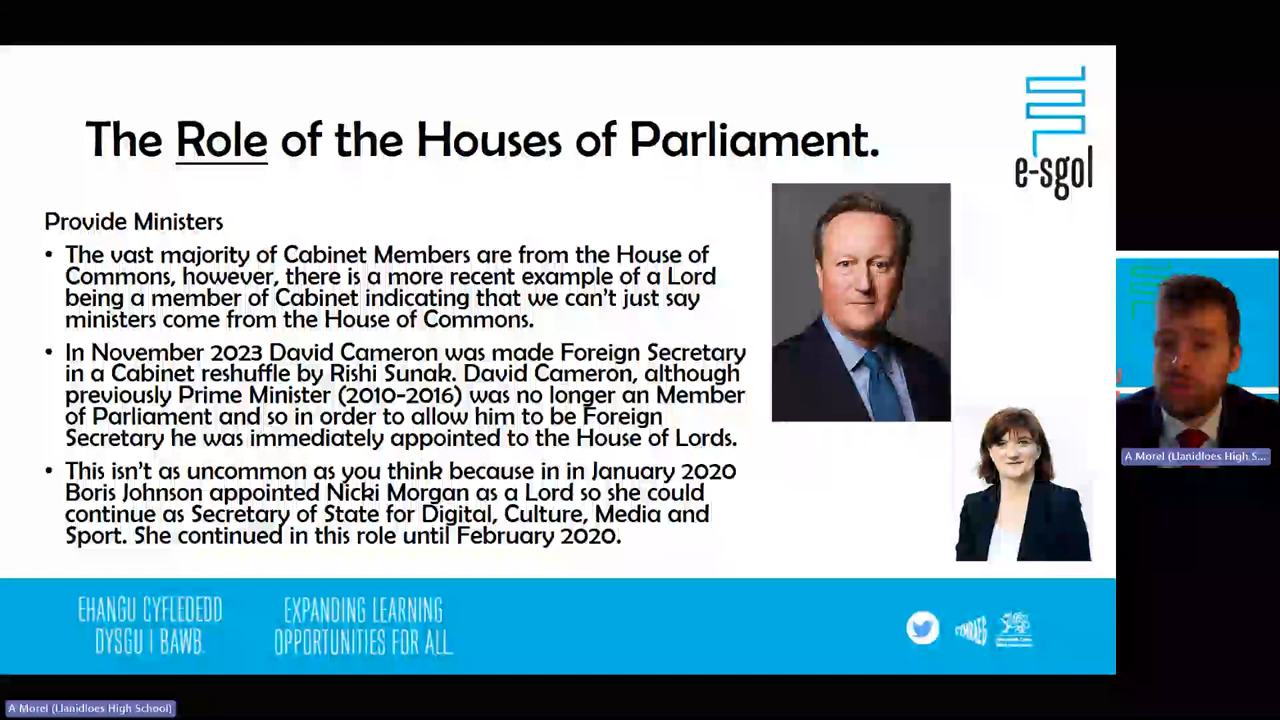 The Role of the Houses of Parliament.
e-sgol
Provide Ministers
• The vast majority of Cabinet Members are from the House of
Commons, however, there is a more recent example of a Lord
being a member of Cabinet indicating that we can't just say
ministers come from the House of Commons.
• In November 2023 David Cameron was made Foreign Secretary
in a Cabinet reshuffle by Rishi Sunak. David Cameron, although
previously Prime Minister (2010-2016) was no longer an Member
of Parliament and so in order to allow him to be Foreign
Secretary he was immediately appointed to the House of Lords.
• This isn't as uncommon as you think because in in January 2020
Boris Johnson appointed Nicki Morgan as a Lord so she could
continue as Secretary of State for Digital, Culture, Media and
Sport. She continued in this role until February 2020.
A Morel (Llanidloes High S...
EHANGU CYFLEDEDD
DYSGU I BAWB.
EXPANDING LEARNING
OPPORTUNITIES FOR ALL.
CYMRAEG
A Morel (Llanidloes High School)